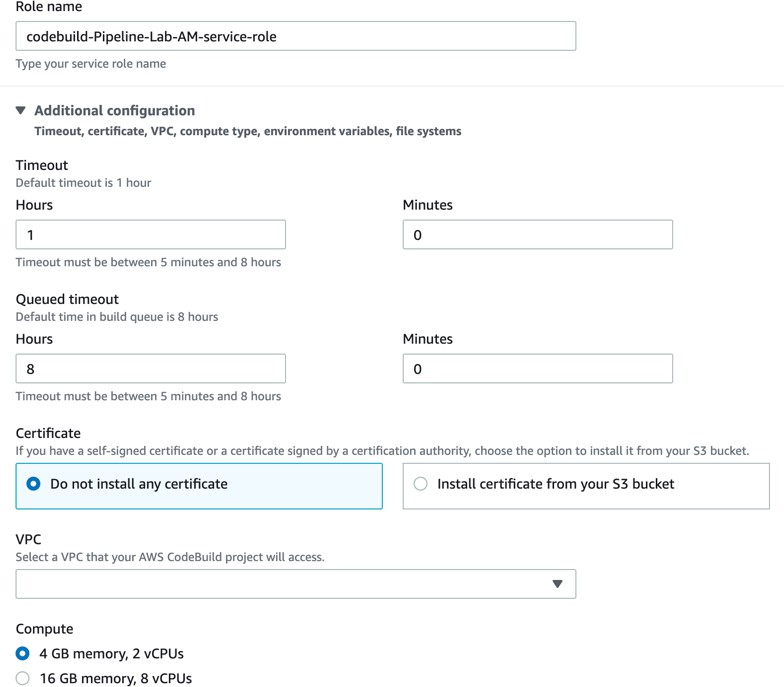 Role name
codebuild-Pipeline-Lab-AM-service-role
Type your service role name
Additional configuration
Timeout, certificate, VPC, compute type, environment variables, file systems
Timeout
Default timeout is 1 hour
Hours
Minutes
1
0
Timeout must be between 5 minutes and 8 hours
Queued timeout
Default time in build queue is 8 hours
Hours
Minutes
8
0
Timeout must be between 5 minutes and 8 hours
Certificate
If you have a self-signed certificate or a certificate signed by a certification authority, choose the option to install it from your S3 bucket.
Do not install any certificate
Install certificate from your S3 bucket
VPC
Select a VPC that your AWS CodeBuild project will access.
Compute
4 GB memory, 2 vCPUs
16 GB memory, 8 vCPUs